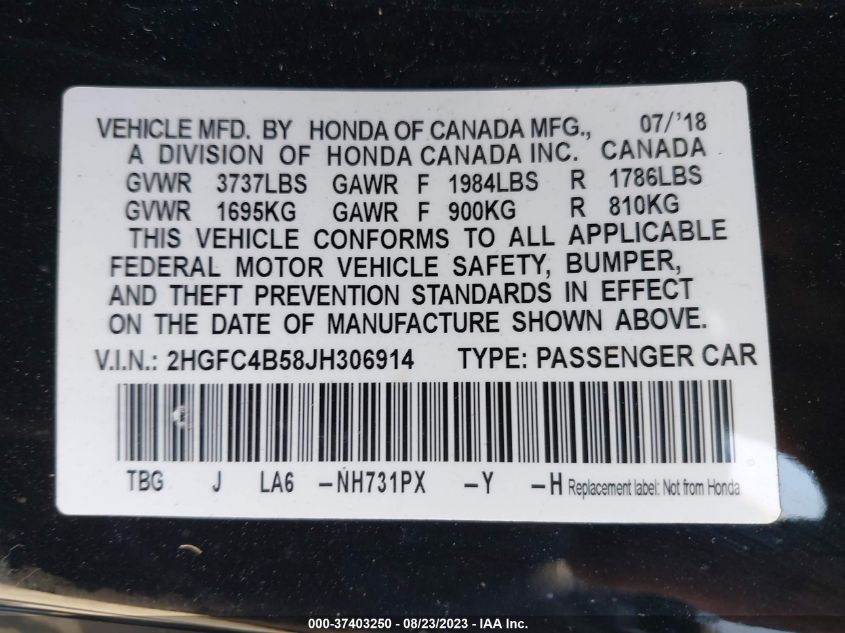 VEHICLE MFD. BY HONDA OF CANADA MFG., 07/'18
A DIVISION OF HONDA CANADA INC. CANADA
GVWR 3737LBS GAWR F 1984LBS R 1786LBS
GVWR 1695KG GAWR F 900KG R 810KG
THIS VEHICLE CONFORMS TO ALL APPLICABLE
FEDERAL MOTOR VEHICLE SAFETY, BUMPER,
AND THEFT PREVENTION STANDARDS IN EFFECT
ON THE DATE OF MANUFACTURE SHOWN ABOVE.
V.I.N.: 2HGFC4B58JH306914 TYPE: PASSENGER CAR
TBG J LA6 -NH731PX -Y -H Replacement label: Not from Honda
000-37403250 - 08/23/2023 - IAA Inc.